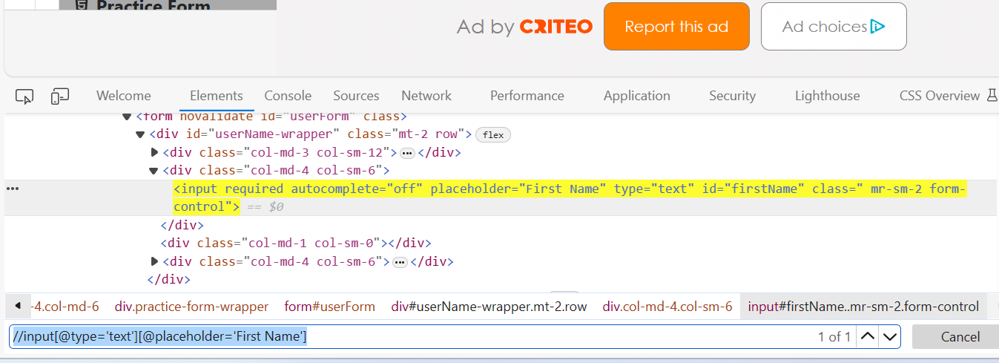 Practice Form
Ad by CRITEO
Report this ad
Ad choices
Welcome Elements Console Sources Network Performance Application Security Lighthouse CSS Overview
<form novalidate id="userForm" class>
<div id="userName-wrapper" class="mt-2 row"> flex
<div class="col-md-3 col-sm-12"> ••• </div>
<div class="col-md-4 col-sm-6">
••• <input required autocomplete="off" placeholder="First Name" type="text" id="firstName" class=" mr-sm-2 form-
control"> == $0
</div>
<div class="col-md-1 col-sm-0"></div>
<div class="col-md-4 col-sm-6"> ••• </div>
</div>
-4.col-md-6 div.practice-form-wrapper form#userForm div#userName-wrapper.mt-2.row div.col-md-4.col-sm-6 input#firstName..mr-sm-2.form-control
//input[@type='text'][@placeholder='First Name'] 1 of 1 Cancel